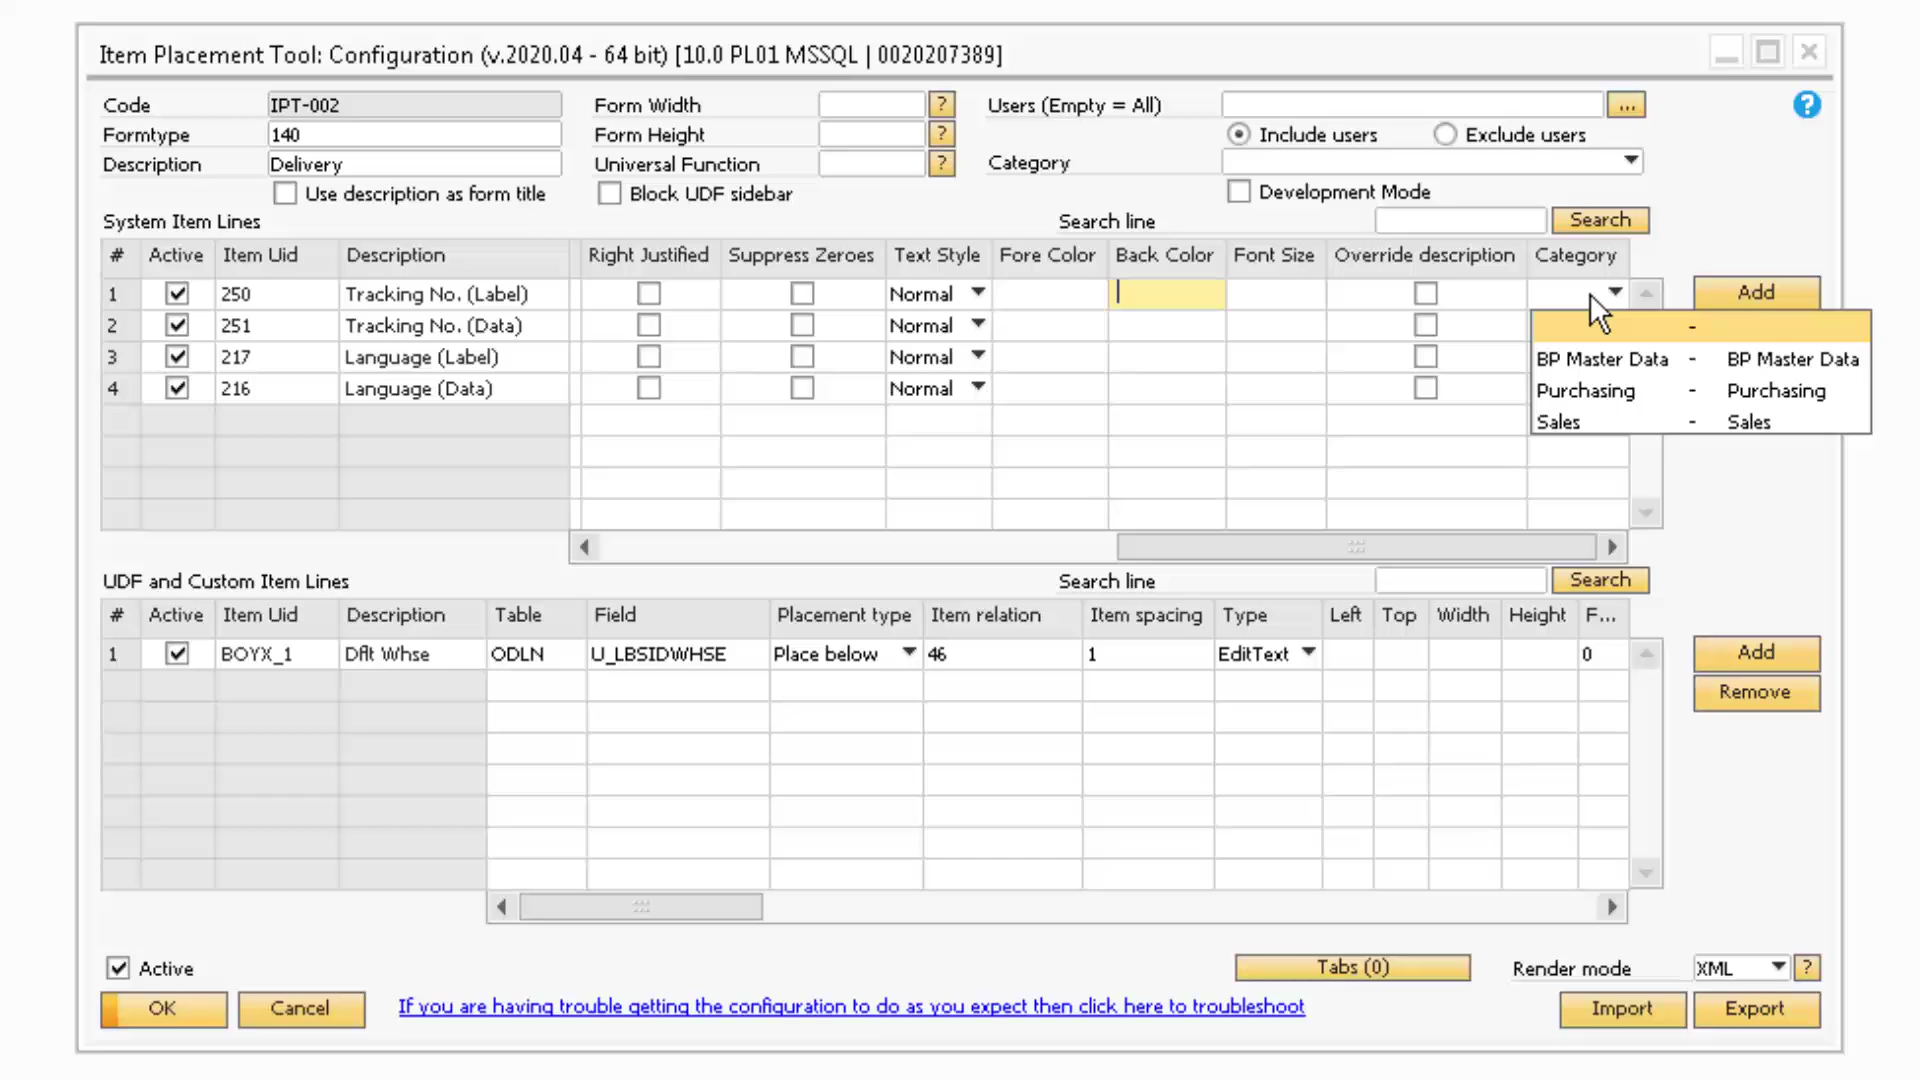 Item Placement Tool: Configuration (v.2020.04 - 64 bit) [10.0 PL01 MSSQL | 0020207389]
Code IPT-002 Form Width ? Users (Empty = All) ... ?
Formtype 140 Form Height ? Include users Exclude users
Description Delivery Universal Function ? Category
Use description as form title Block UDF sidebar Development Mode
System Item Lines Search line Search
# Active Item Uid Description Right Justified Suppress Zeroes Text Style Fore Color Back Color Font Size Override description Category
1 250 Tracking No. (Label) Normal Add
2 251 Tracking No. (Data) Normal -
3 217 Language (Label) Normal BP Master Data - BP Master Data
4 216 Language (Data) Normal Purchasing - Purchasing
Sales - Sales
UDF and Custom Item Lines Search line Search
# Active Item Uid Description Table Field Placement type Item relation Item spacing Type Left Top Width Height F...
1 BOYX_1 Dflt Whse ODLN U_LBSIDWHSE Place below 46 1 EditText 0 Add
Remove
Active Tabs (0) Render mode XML ?
OK Cancel If you are having trouble getting the configuration to do as you expect then click here to troubleshoot Import Export